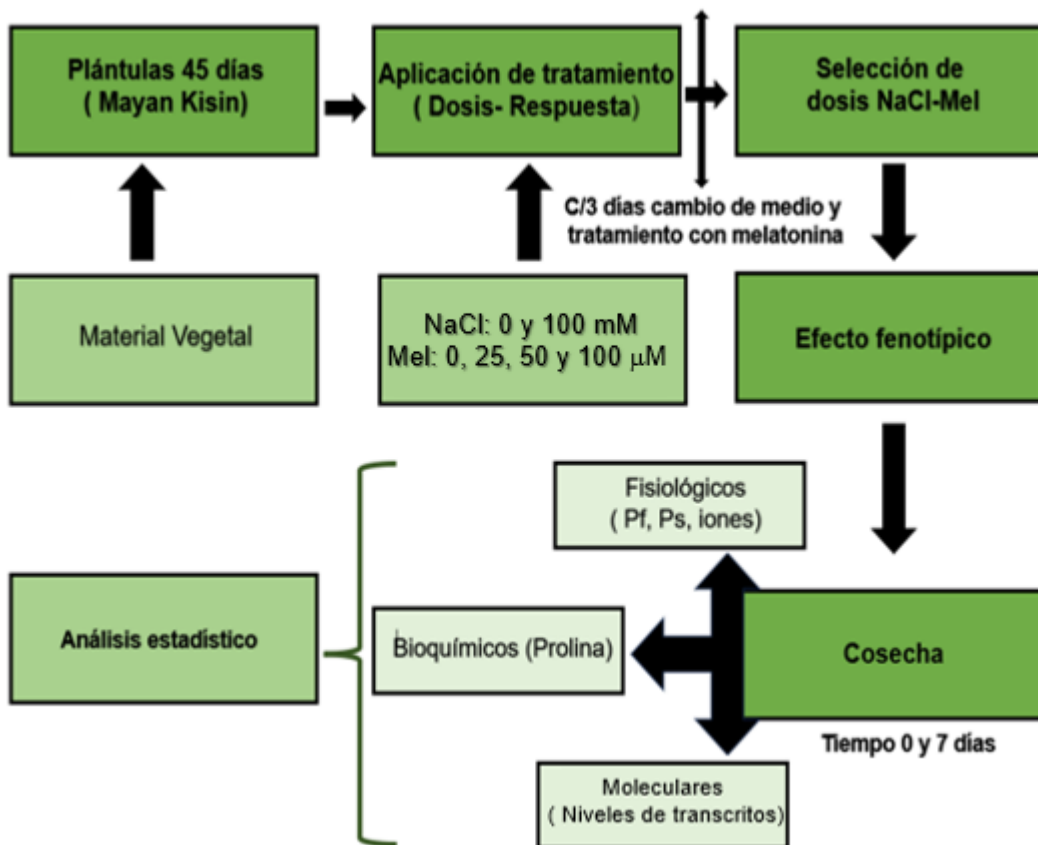 Plántulas 45 días
( Mayan Kisin)
Aplicación de tratamiento
( Dosis- Respuesta)
Selección de
dosis NaCl-Mel
C/3 días cambio de medio y
tratamiento con melatonina
Material Vegetal
NaCl: 0 y 100 mM
Mel: 0, 25, 50 y 100 μM
Efecto fenotípico
Fisiológicos
( Pf, Ps, iones)
Análisis estadístico
Bioquímicos (Prolina)
Cosecha
Tiempo 0 y 7 días
Moleculares
( Niveles de transcritos)